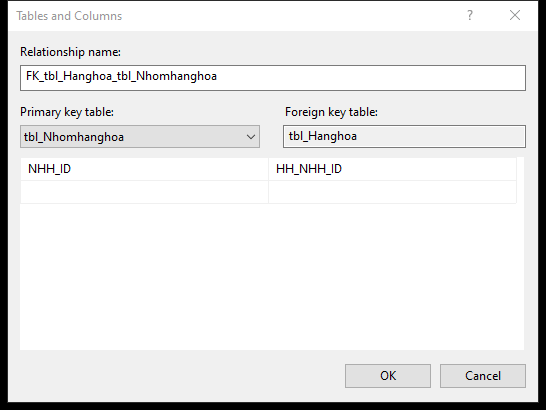 Tables and Columns
?
Relationship name:
FK_tbl_Hanghoa_tbl_Nhomhanghoa
Primary key table:
Foreign key table:
tbl_Nhomhanghoa
tbl_Hanghoa
NHH_ID
HH_NHH_ID
OK
Cancel